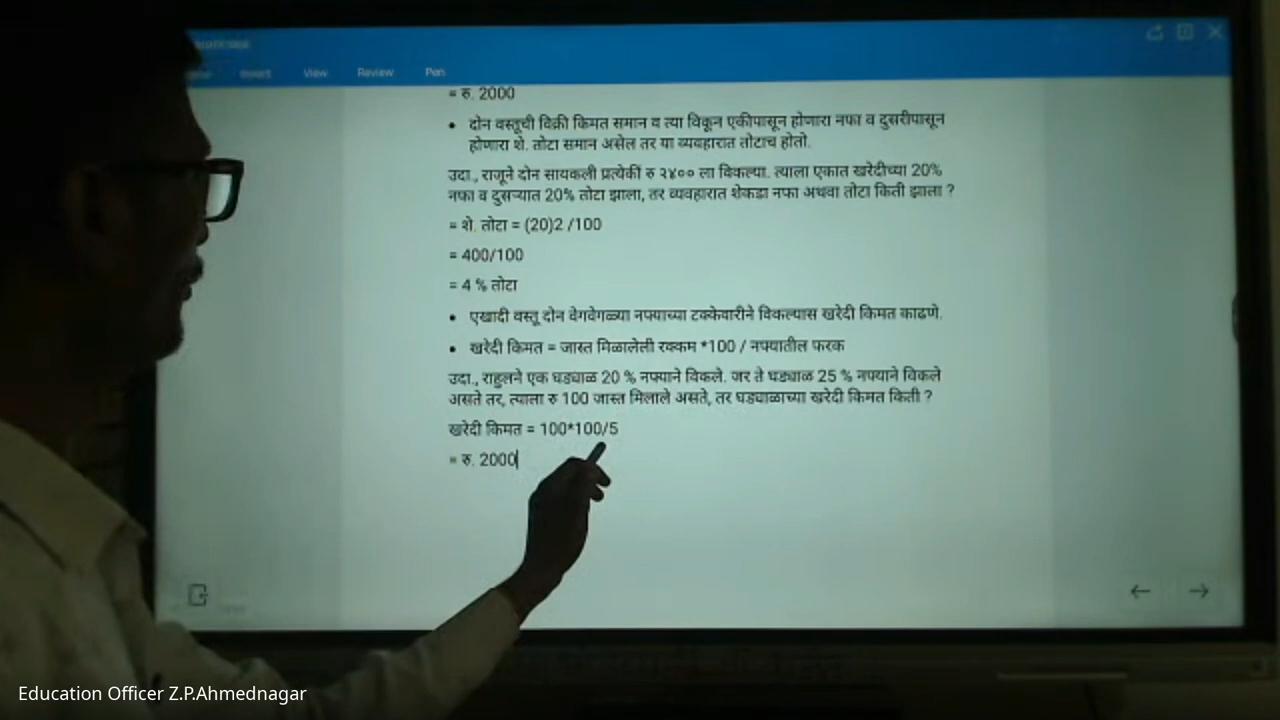 Insert View Review Pen
= रु. 2000
• दोन वस्तूची विक्री किमत समान व त्या विकून एकीपासून होणारा नफा व दुसरीपासून
होणारा शे. तोटा समान असेल तर या व्यवहारात तोटाच होतो.
उदा., राजूने दोन सायकली प्रत्येकी रु २४०० ला विकल्या. त्याला एकात खरेदीच्या 20%
नफा व दुसऱ्यात 20% तोटा झाला, तर व्यवहारात शेकडा नफा अथवा तोटा किती झाला ?
= शे. तोटा = (20)2 /100
= 400/100
= 4 % तोटा
• एखादी वस्तू दोन वेगवेगळ्या नफ्याच्या टक्केवारीने विकल्यास खरेदी किमत काढणे.
• खरेदी किमत = जास्त मिळालेली रक्कम *100 / नफ्यातील फरक
उदा., राहुलने एक घड्याळ 20 % नफ्याने विकले. जर ते घड्याळ 25 % नफ्याने विकले
असते तर, त्याला रु 100 जास्त मिलाले असते, तर घड्याळाच्या खरेदी किमत किती ?
खरेदी किमत = 100*100/5
= रु. 2000
Education Officer Z.P.Ahmednagar